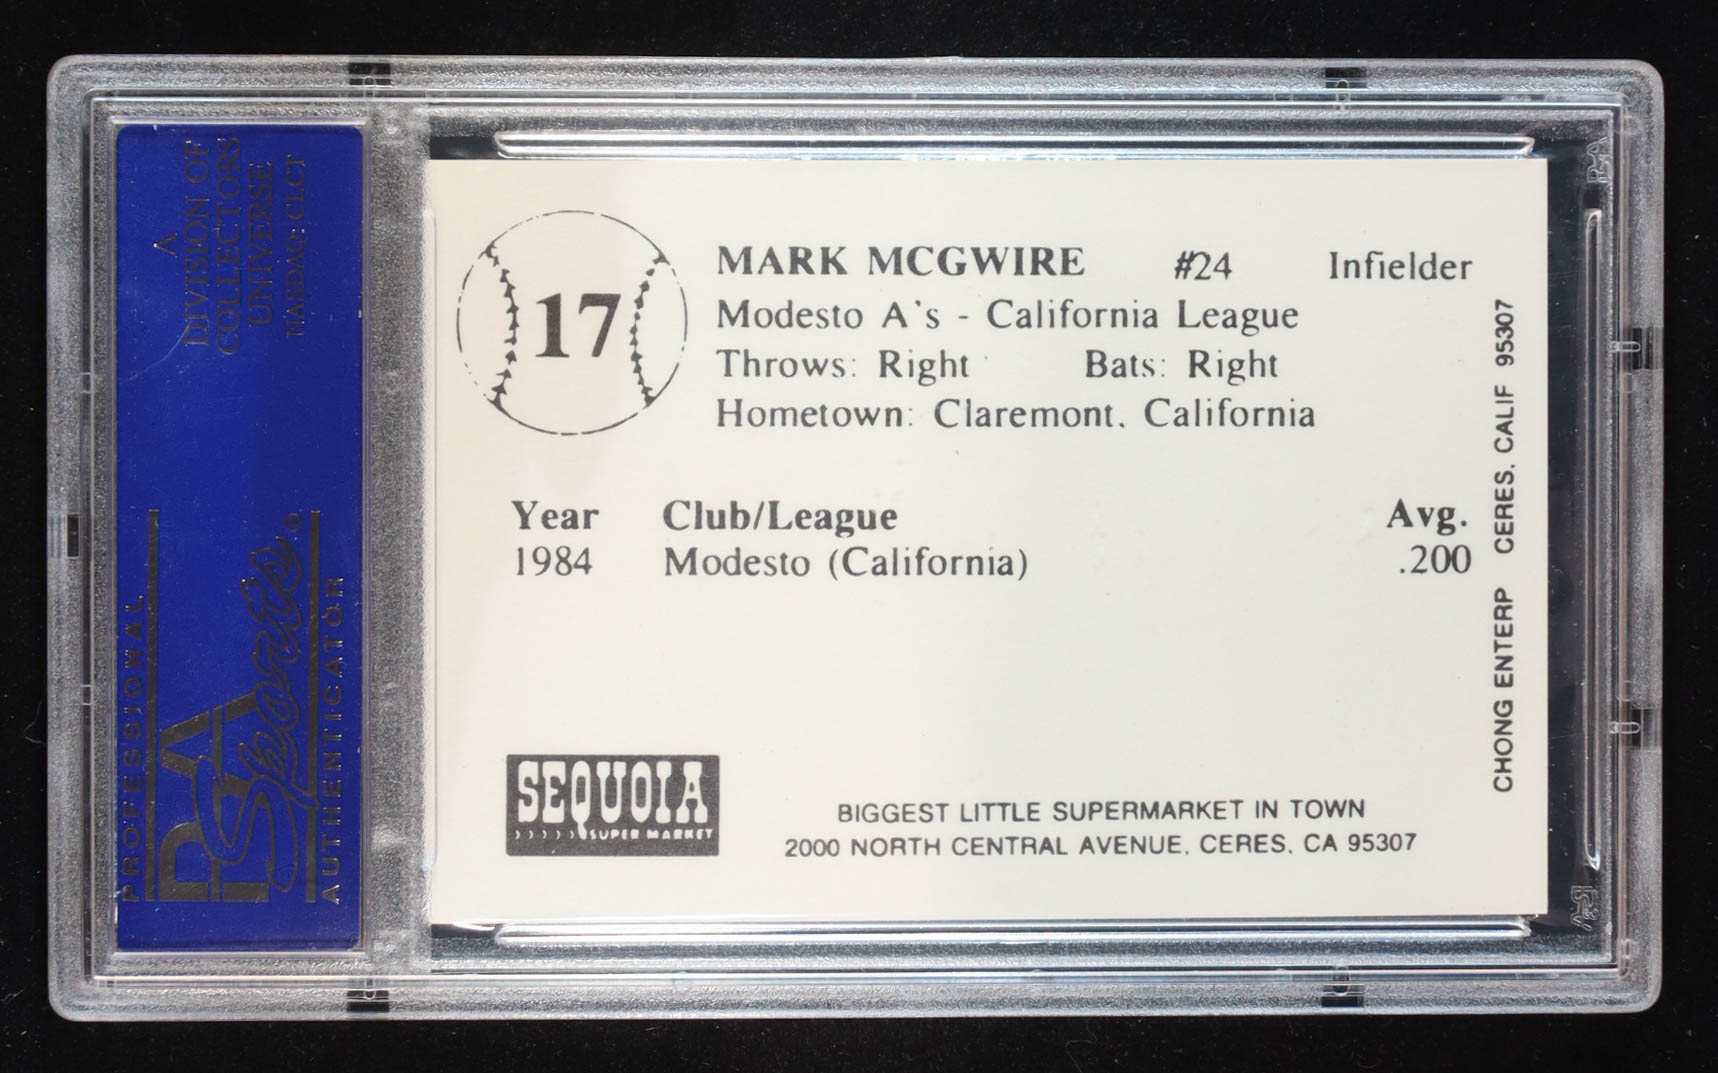 A
DIVISION OF
COLLECTORS
UNIVERSE
NASDAQ: CLCT
PROFESSIONAL
PSA
Sports
AUTHENTICATOR
17
MARK MCGWIRE #24 Infielder
Modesto A's - California League
Throws: Right Bats: Right
Hometown: Claremont, California
Year Club/League Avg.
1984 Modesto (California) .200
SEQUOIA
SUPER MARKET
BIGGEST LITTLE SUPERMARKET IN TOWN
2000 NORTH CENTRAL AVENUE, CERES, CA 95307
CHONG ENTERP CERES, CALIF 95307
PSA
PSA